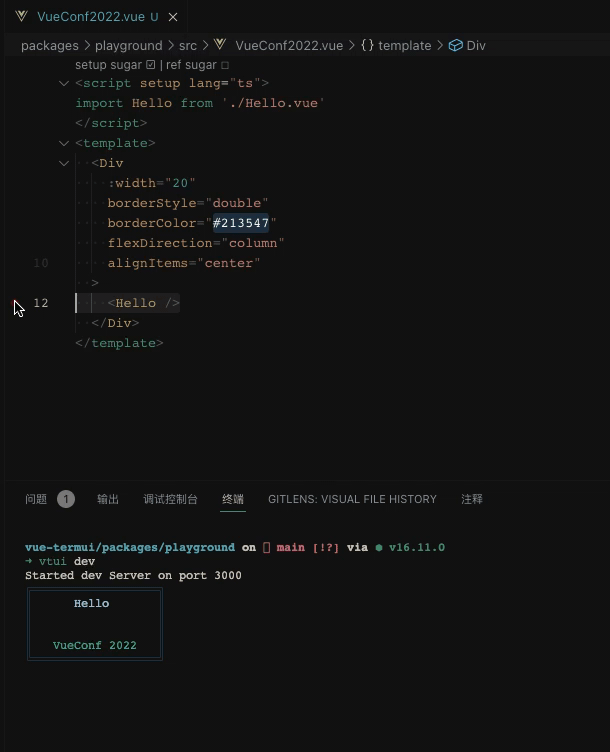 VueConf2022.vue U
packages > playground > src > VueConf2022.vue > {} template > Div
setup sugar ☑ | ref sugar □
<script setup lang="ts">
import Hello from './Hello.vue'
</script>
<template>
<Div
:width="20"
borderStyle="double"
borderColor="#213547"
flexDirection="column"
10 alignItems="center"
>
12 <Hello />
</Div>
</template>
问题 1 输出 调试控制台 终端 GITLENS: VISUAL FILE HISTORY 注释
vue-termui/packages/playground on main [!?] via v16.11.0
➜ vtui dev
Started dev Server on port 3000
Hello
VueConf 2022